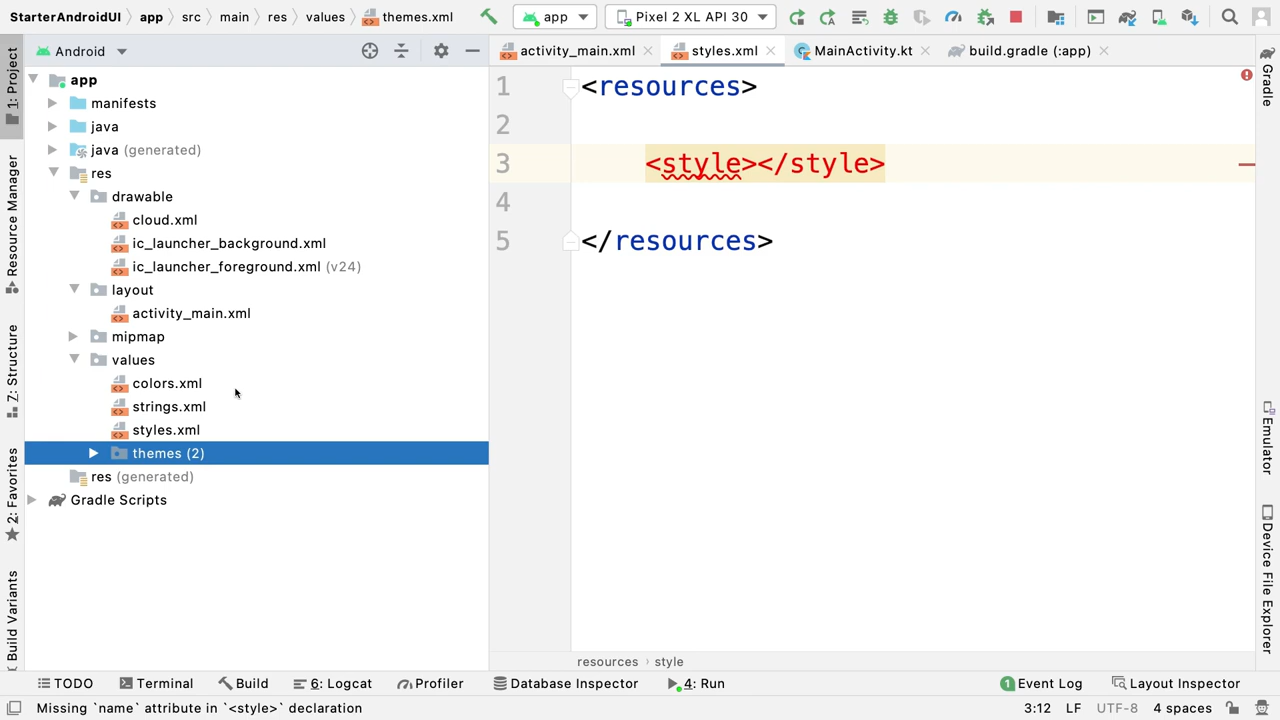 StarterAndroidUI › app › src › main › res › values › themes.xml
app
Pixel 2 XL API 30
Android
activity_main.xml
styles.xml
MainActivity.kt
build.gradle (:app)
1: Project
Resource Manager
Z: Structure
2: Favorites
Build Variants
app
manifests
java
java (generated)
res
drawable
cloud.xml
ic_launcher_background.xml
ic_launcher_foreground.xml (v24)
layout
activity_main.xml
mipmap
values
colors.xml
strings.xml
styles.xml
themes (2)
res (generated)
Gradle Scripts
1 <resources>
2
3 <style></style>
4
5 </resources>
Gradle
Emulator
Device File Explorer
resources › style
TODO
Terminal
Build
6: Logcat
Profiler
Database Inspector
4: Run
1 Event Log
Layout Inspector
Missing `name` attribute in `<style>` declaration
3:12 LF UTF-8 4 spaces